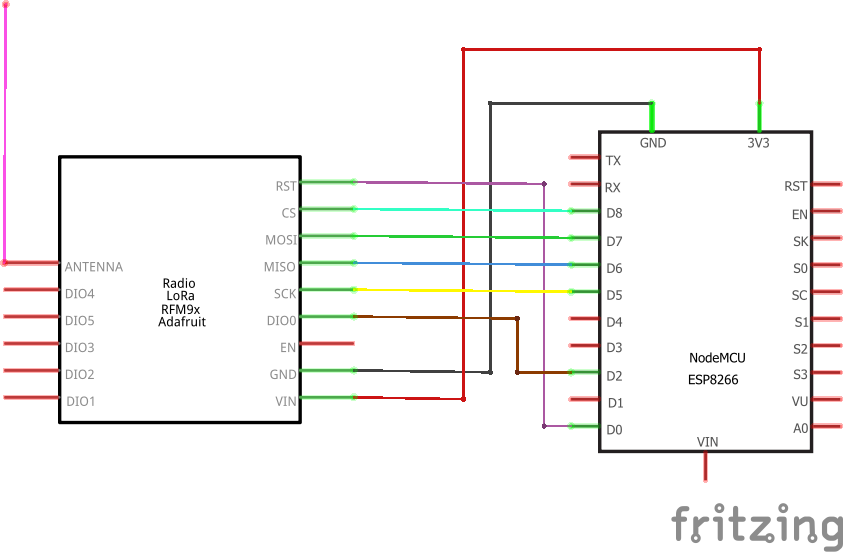 GND
3V3
TX
RX
D8
D7
D6
D5
D4
D3
D2
D1
D0
RST
EN
SK
S0
SC
S1
S2
S3
VU
A0
NodeMCU
ESP8266
VIN
RST
CS
MOSI
MISO
SCK
DIO0
EN
GND
VIN
ANTENNA
DIO4
DIO5
DIO3
DIO2
DIO1
Radio
LoRa
RFM9x
Adafruit
fritzing